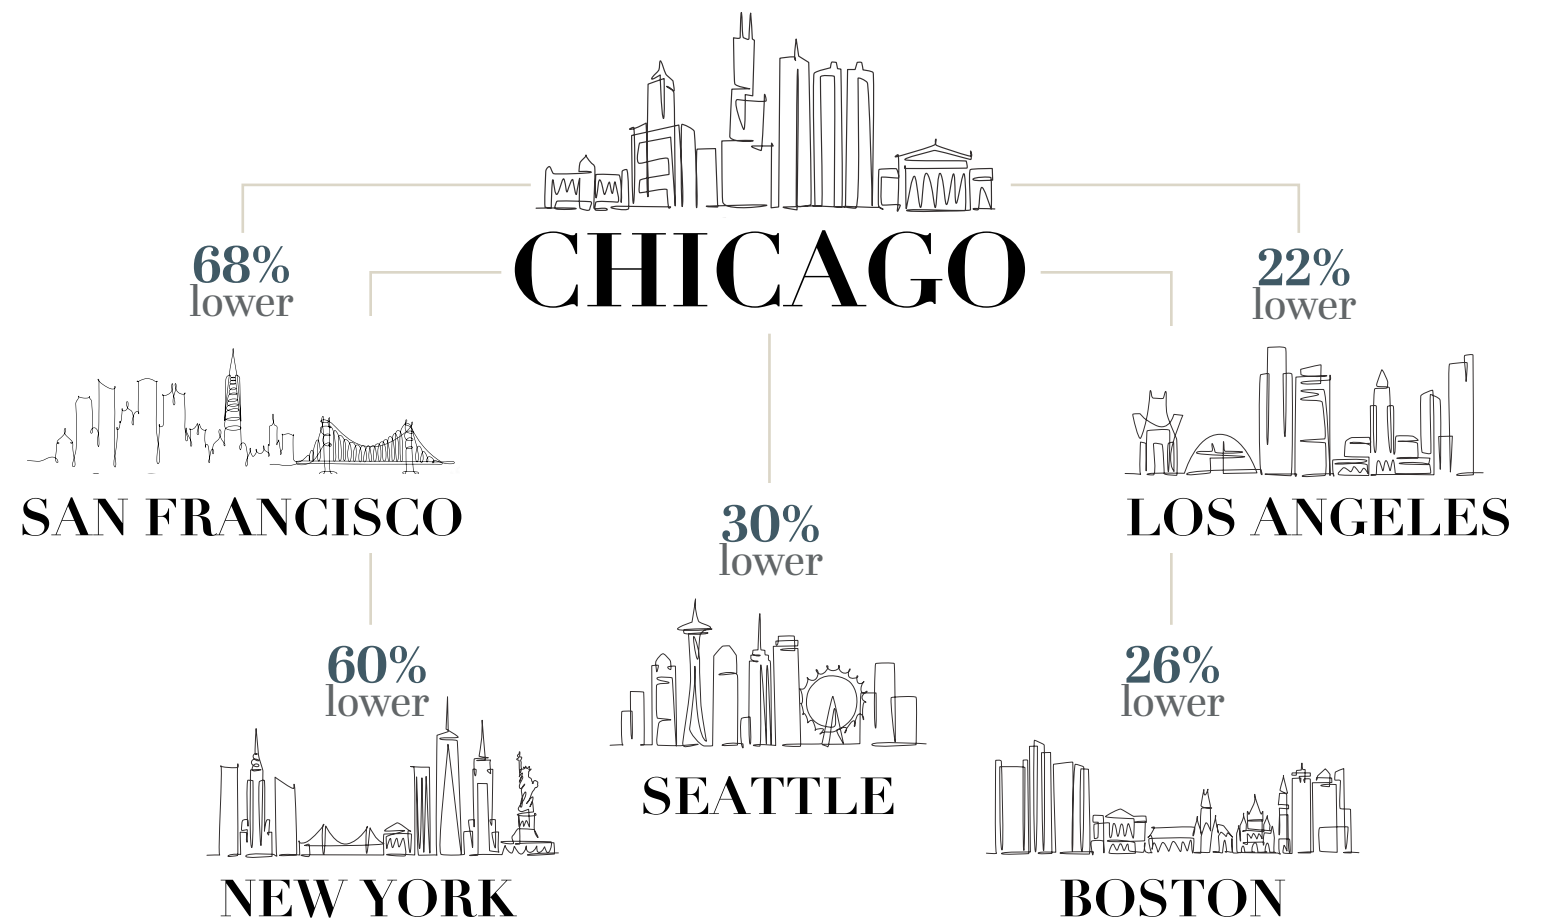 CHICAGO
68%
lower
22%
lower
SAN FRANCISCO
LOS ANGELES
30%
lower
SEATTLE
60%
lower
NEW YORK
26%
lower
BOSTON